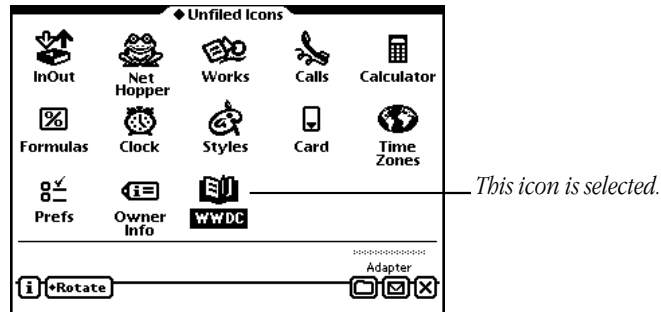 ◆Unfiled Icons
InOut
Net
Hopper
Works
Calls
Calculator
Formulas
Clock
Styles
Card
Time
Zones
Prefs
Owner
Info
WWDC
This icon is selected.
Adapter
i
◆Rotate